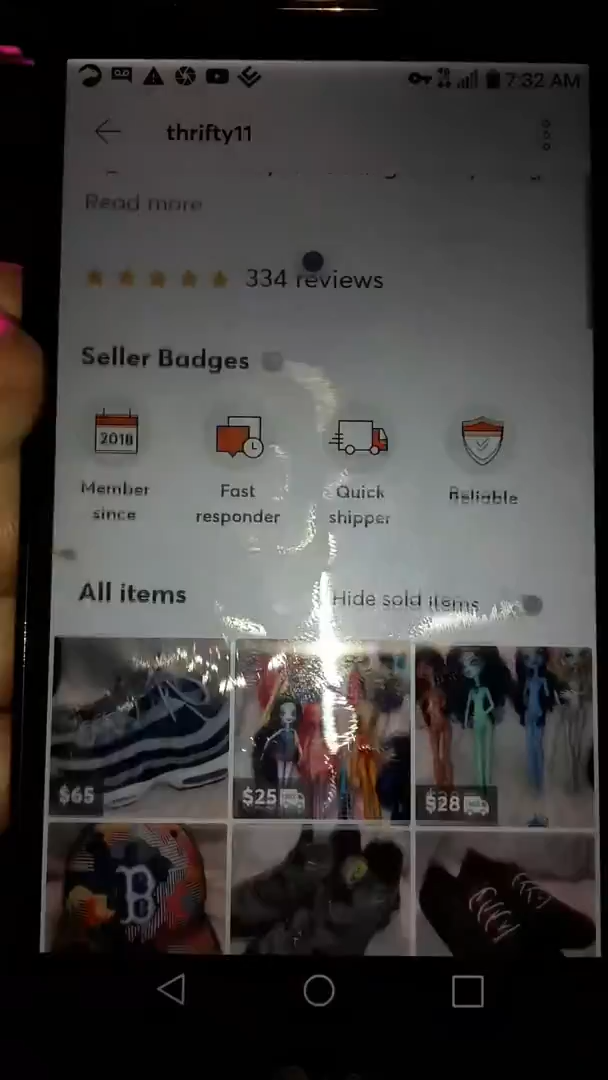 7:32 AM
thrifty11
Read more
334 reviews
Seller Badges
2018
Member since
Fast responder
Quick shipper
Reliable
All items
Hide sold items
$65
$25
$28
B